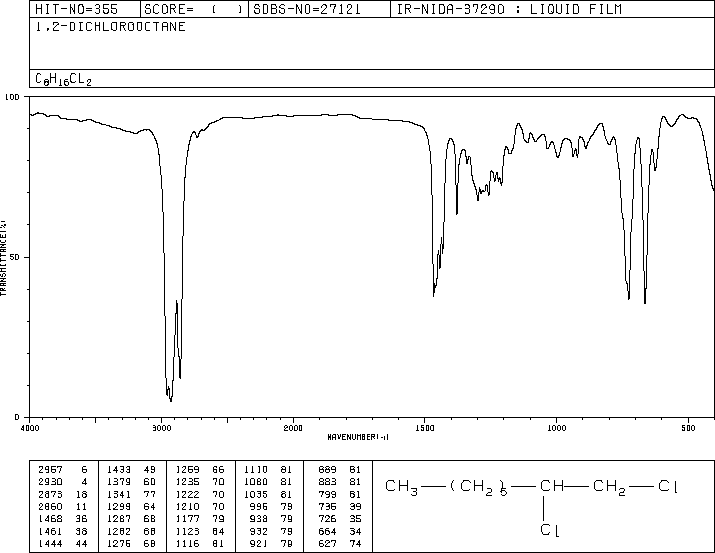 HIT-NO=355 SCORE= ( ) SDBS-NO=27121 IR-NIDA-37290 : LIQUID FILM
1,2-DICHLOROOCTANE
C8H16CL2
100
50
0
TRANSMITTANCE(%)
4000 3000 2000 1500 1000 500
WAVENUMBER(-1)
2957 6 1433 49 1259 66 1110 81 889 81
2930 4 1379 60 1235 70 1080 81 883 81
2873 18 1341 77 1222 70 1035 81 799 81
2860 11 1299 64 1210 70 996 79 735 39
1468 36 1287 68 1177 79 938 79 726 35
1461 38 1282 68 1123 84 932 79 664 34
1444 44 1276 68 1116 81 921 79 627 74
CH3—(CH2)5—CH—CH2—Cl
Cl